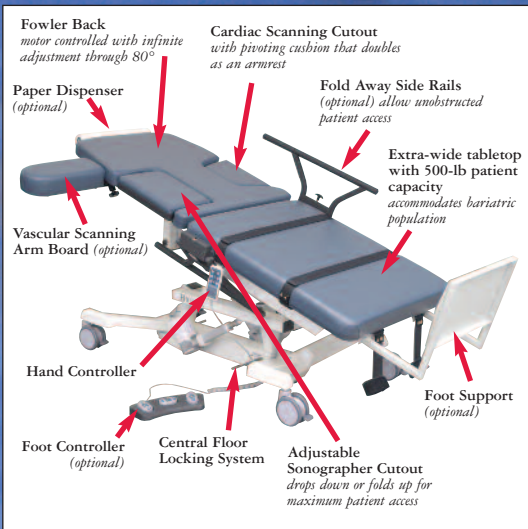 Fowler Back
motor controlled with infinite
adjustment through 80°
Cardiac Scanning Cutout
with pivoting cushion that doubles
as an armrest
Paper Dispenser
(optional)
Fold Away Side Rails
(optional) allow unobstructed
patient access
Extra-wide tabletop
with 500-lb patient
capacity
accommodates bariatric
population
Vascular Scanning
Arm Board (optional)
Hand Controller
Foot Support
(optional)
Foot Controller
(optional)
Central Floor
Locking System
Adjustable
Sonographer Cutout
drops down or folds up for
maximum patient access